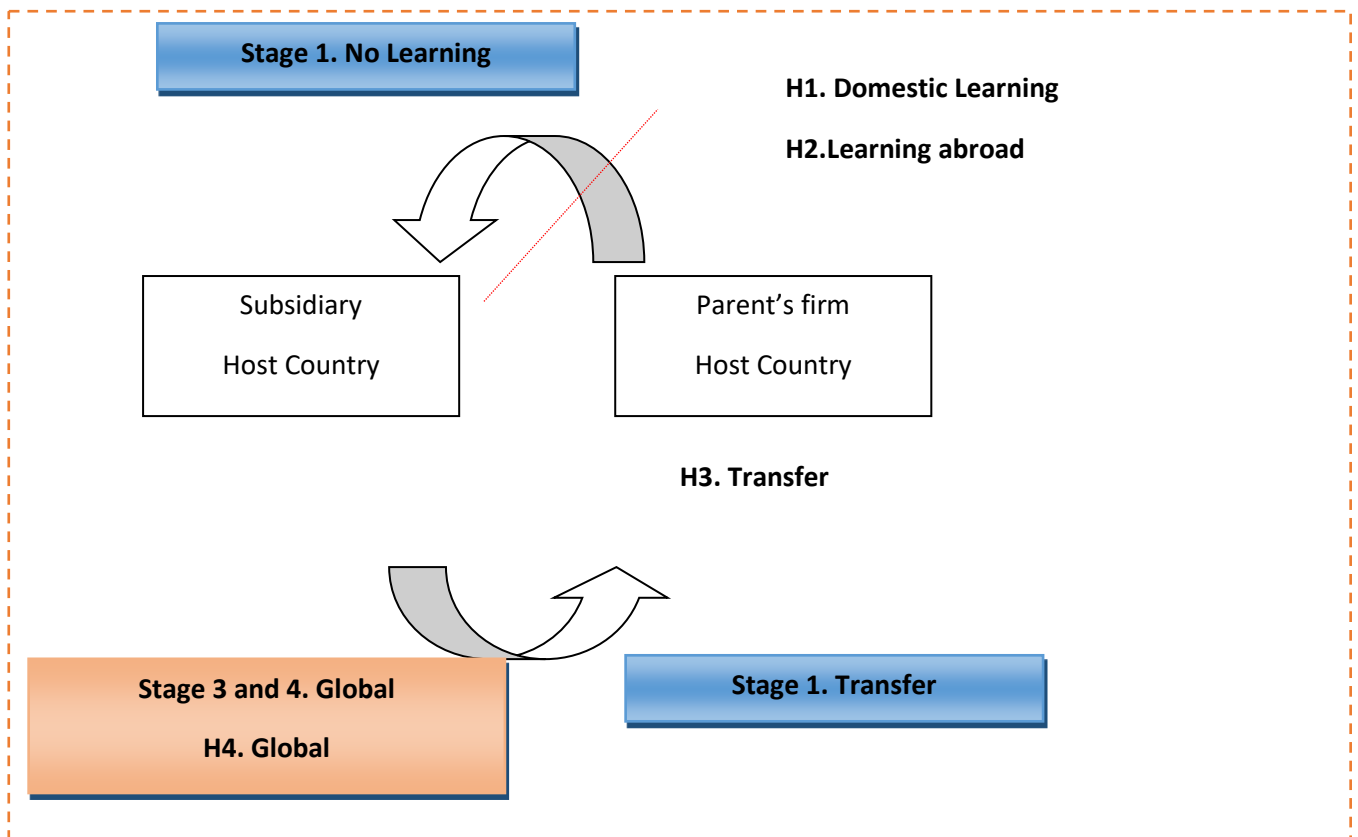 Stage 1. No Learning
H1. Domestic Learning
H2.Learning abroad
Subsidiary
Host Country
Parent’s firm
Host Country
H3. Transfer
Stage 3 and 4. Global
H4. Global
Stage 1. Transfer